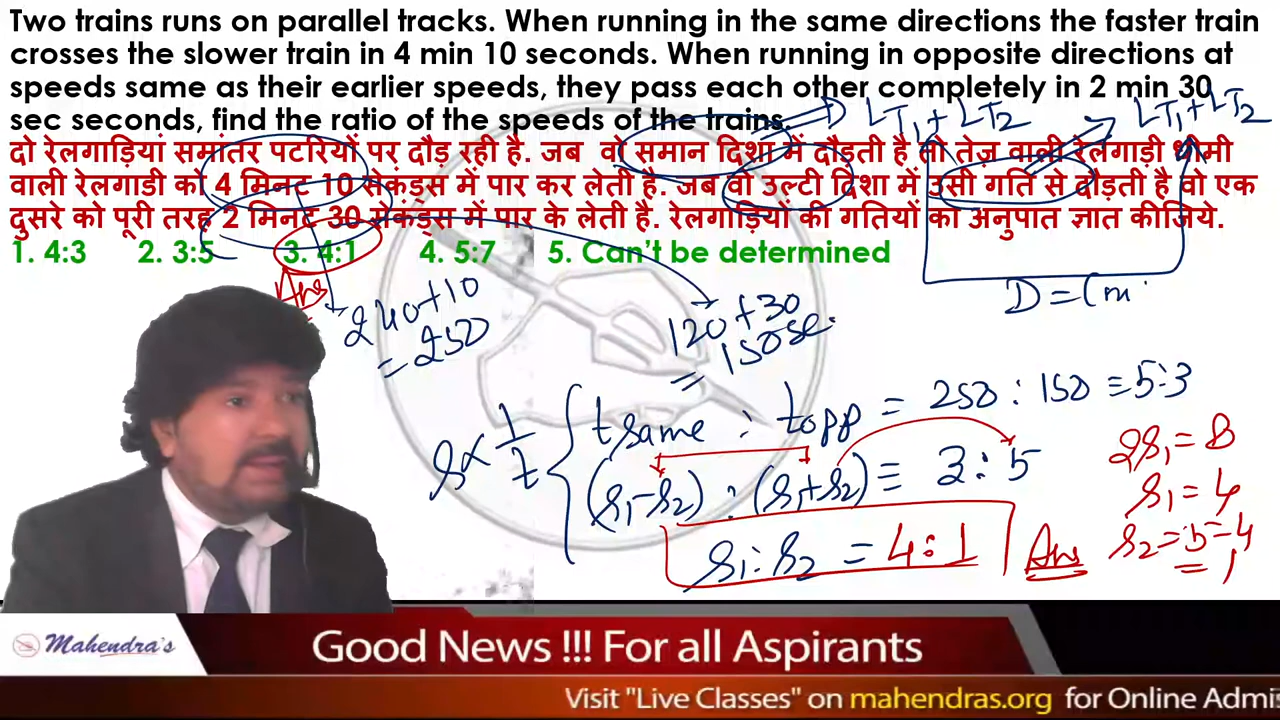 Two trains runs on parallel tracks. When running in the same directions the faster train
crosses the slower train in 4 min 10 seconds. When running in opposite directions at
speeds same as their earlier speeds, they pass each other completely in 2 min 30
sec seconds, find the ratio of the speeds of the trains.
D LT1 + LT2
LT1 + LT2
दो रेलगाड़ियां समांतर पटरियों पर दौड़ रही है. जब वो समान दिशा में दौड़ती है तो तेज़ वाली रेलगाड़ी धीमी
वाली रेलगाड़ी को 4 मिनट 10 सेकंड्स में पार कर लेती है. जब वो उल्टी दिशा में उसी गति से दौड़ती है वो एक
दुसरे को पूरी तरह 2 मिनट 30 सेकंड्स में पार के लेती है. रेलगाड़ियों की गतियों का अनुपात ज्ञात कीजिये.
1. 4:3 2. 3:5 3. 4:1 4. 5:7 5. Can't be determined
Ans
240+10
= 250
120+30
= 150sec.
D = (m
s ∝ 1/t
t same : t opp = 250 : 150 = 5:3
(s1-s2) : (s1+s2) = 3 : 5
s1 : s2 = 4 : 1 Ans
2s1 = 8
s1 = 4
s2 = 5-4
= 1
Mahendra's
Good News !!! For all Aspirants
Visit "Live Classes" on mahendras.org for Online Admi